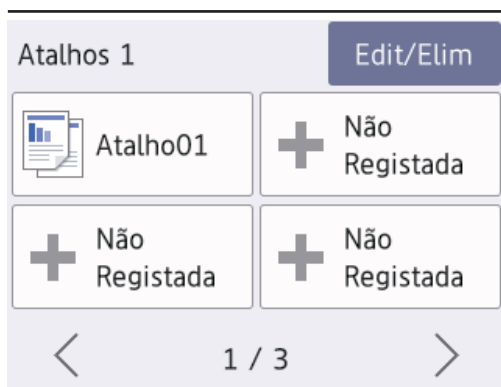 Atalhos 1
Edit/Elim
Atalho01
Não
Registada
Não
Registada
Não
Registada
1 / 3